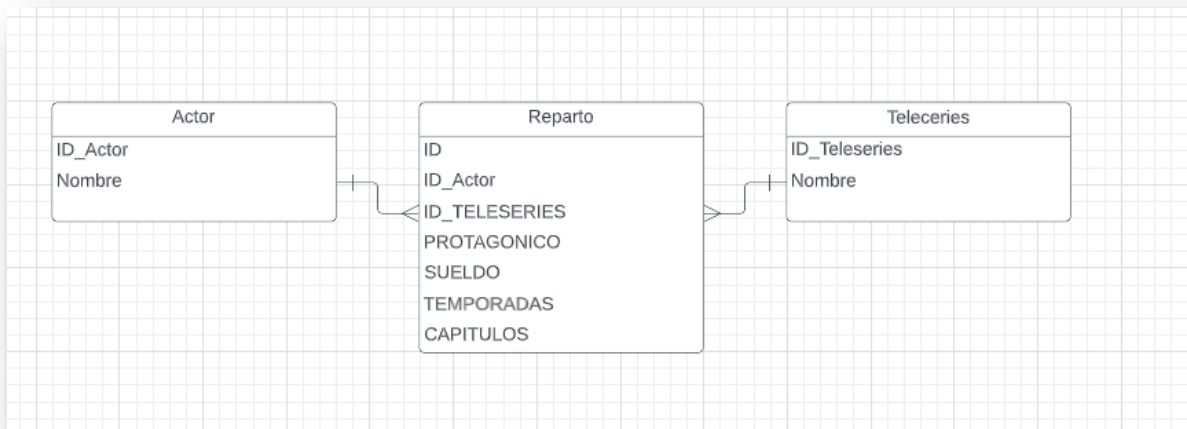 Actor
ID_Actor
Nombre
Reparto
ID
ID_Actor
ID_TELESERIES
PROTAGONICO
SUELDO
TEMPORADAS
CAPITULOS
Teleceries
ID_Teleseries
Nombre